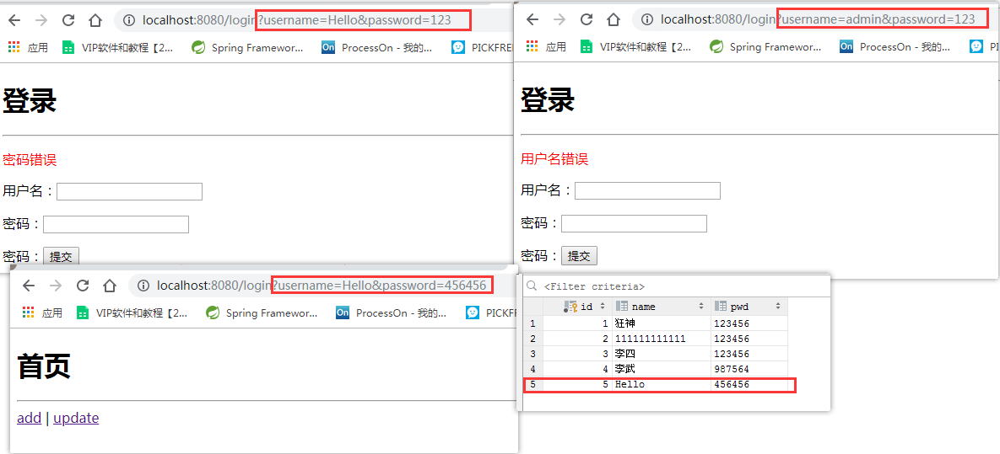 localhost:8080/login?username=Hello&password=123
应用 VIP软件和教程【2... Spring Framewor... ProcessOn - 我的... PICKFRE
登录
密码错误
用户名：
密码：
密码： 提交
localhost:8080/login?username=admin&password=123
应用 VIP软件和教程【2... Spring Framewor... ProcessOn - 我的... PI
登录
用户名错误
用户名：
密码：
密码： 提交
localhost:8080/login?username=Hello&password=456456
应用 VIP软件和教程【2... Spring Framewor... ProcessOn - 我的... PICKF
首页
add | update
<Filter criteria>
id name pwd
1 1 狂神 123456
2 2 111111111111 123456
3 3 李四 123456
4 4 李武 987564
5 5 Hello 456456